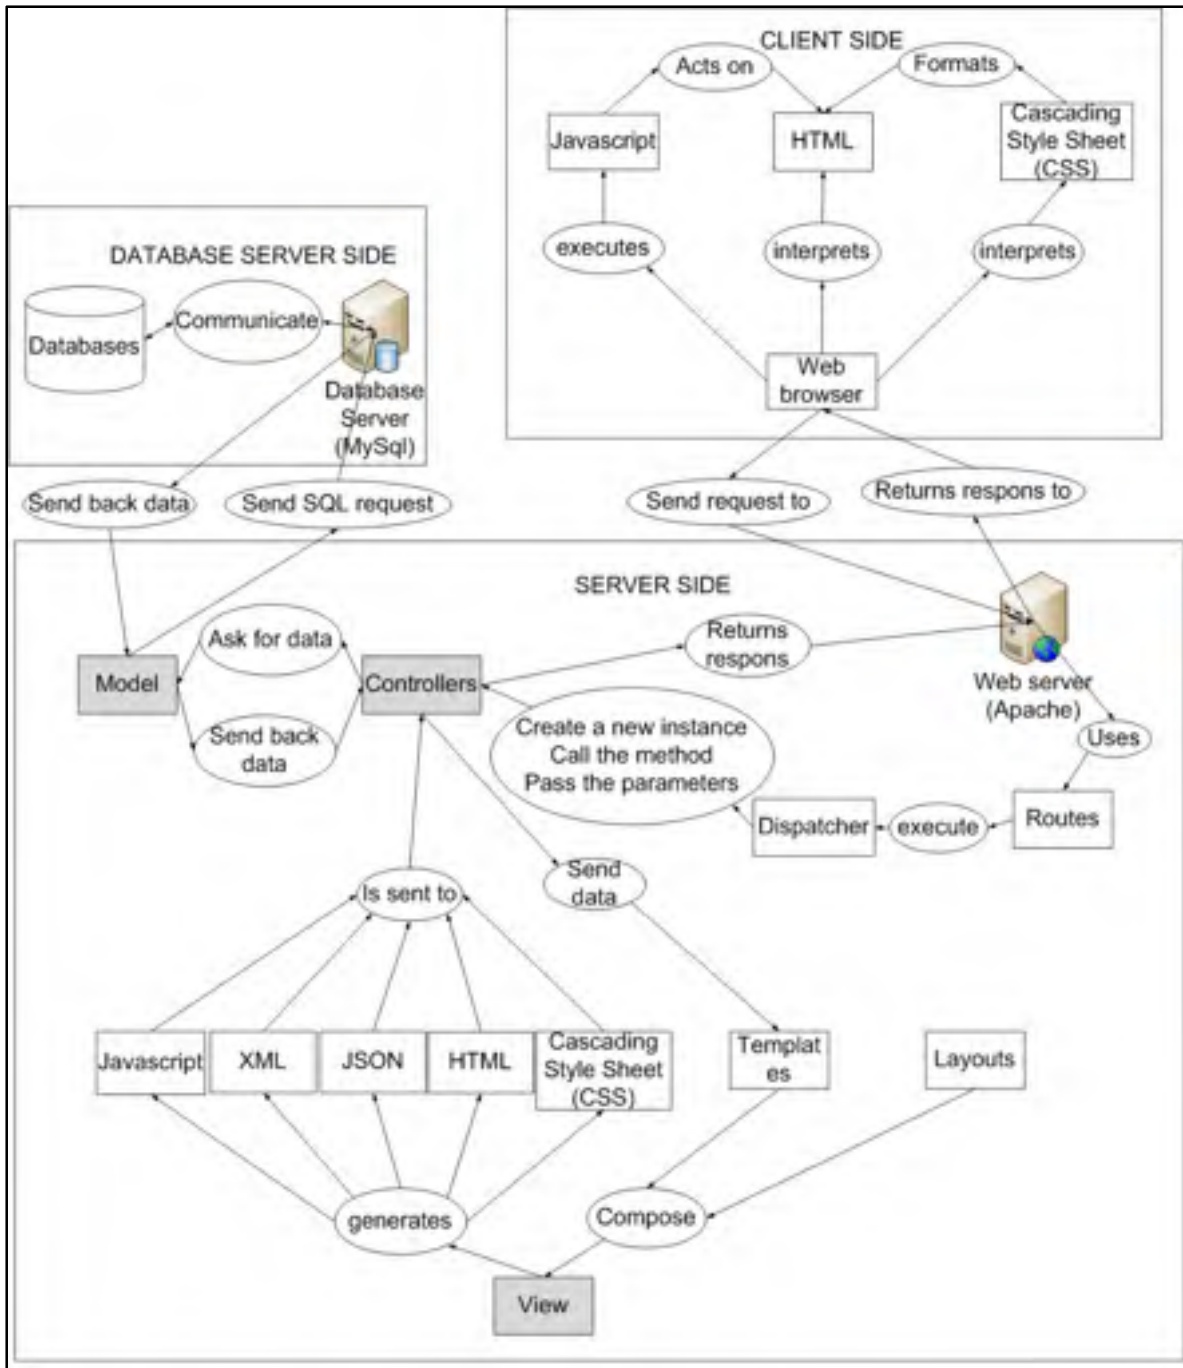 CLIENT SIDE
Acts on
Formats
Javascript
HTML
Cascading
Style Sheet
(CSS)
executes
interprets
interprets
Web
browser
DATABASE SERVER SIDE
Databases
Communicate
Database
Server
(MySql)
Send back data
Send SQL request
Send request to
Returns respons to
SERVER SIDE
Model
Ask for data
Send back
data
Controllers
Returns
respons
Web server
(Apache)
Create a new instance
Call the method
Pass the parameters
Uses
Dispatcher
execute
Routes
Is sent to
Send
data
Javascript
XML
JSON
HTML
Cascading
Style Sheet
(CSS)
Templat
es
Layouts
generates
Compose
View